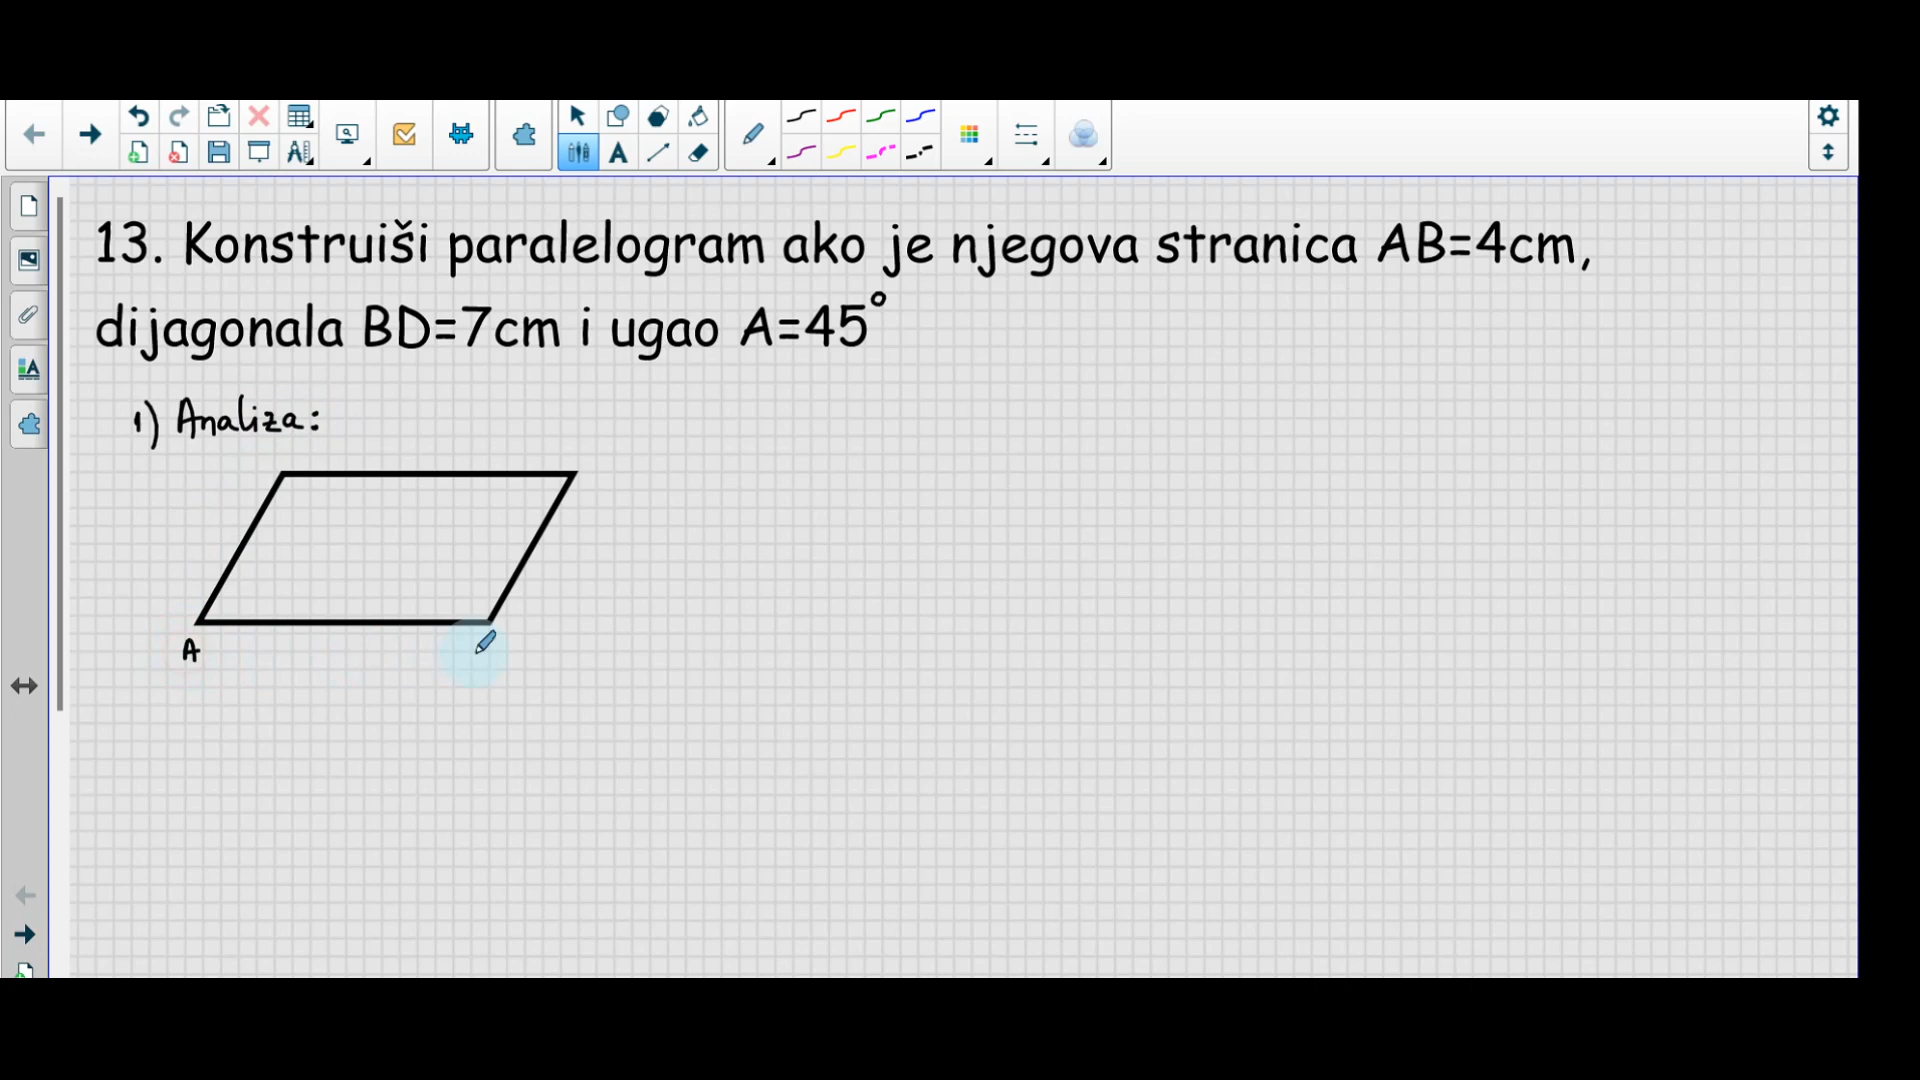 13. Konstruiši paralelogram ako je njegova stranica AB=4cm,
dijagonala BD=7cm i ugao A=45°
1) Analiza:
A